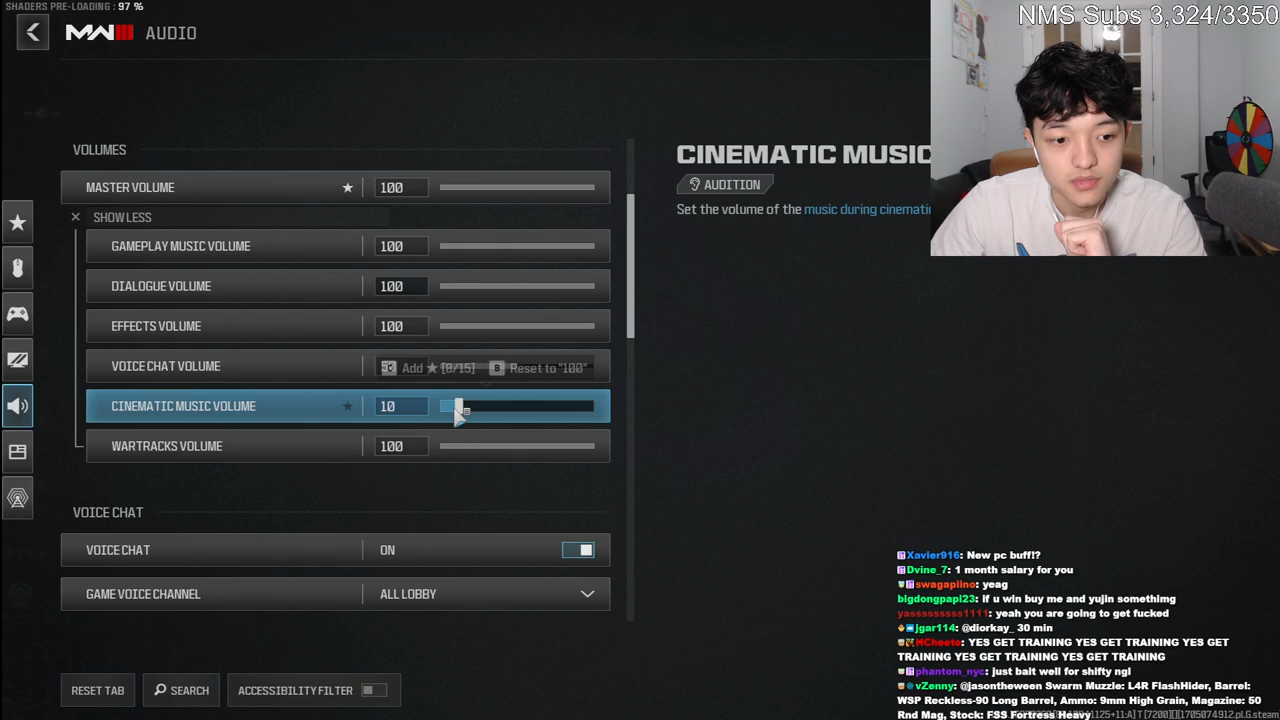 SHADERS PRE-LOADING : 97 %
NMS Subs 3,324/3350
MWIII AUDIO
VOLUMES
MASTER VOLUME ★ 100
SHOW LESS
GAMEPLAY MUSIC VOLUME 100
DIALOGUE VOLUME 100
EFFECTS VOLUME 100
VOICE CHAT VOLUME
Add ★ [9/15] Reset to "100"
CINEMATIC MUSIC VOLUME ★ 10
WARTRACKS VOLUME 100
VOICE CHAT
VOICE CHAT ON
GAME VOICE CHANNEL ALL LOBBY
RESET TAB SEARCH ACCESSIBILITY FILTER
CINEMATIC MUSIC
AUDITION
Set the volume of the music during cinemati
Xavier916: New pc buff!?
Dvine_7: 1 month salary for you
swagapiino: yeag
bigdongpapi23: if u win buy me and yujin somethimg
yasssssssss1111: yeah you are going to get fucked
jgar114: @diorkay_ 30 min
MCheato: YES GET TRAINING YES GET TRAINING YES GET
TRAINING YES GET TRAINING YES GET TRAINING
phantom_nyc: just bait well for shifty ngl
vZenny: @jasontheween Swarm Muzzle: L4R FlashHider, Barrel:
WSP Reckless-90 Long Barrel, Ammo: 9mm High Grain, Magazine: 50
Rnd Mag, Stock: FSS Fortress Heavy